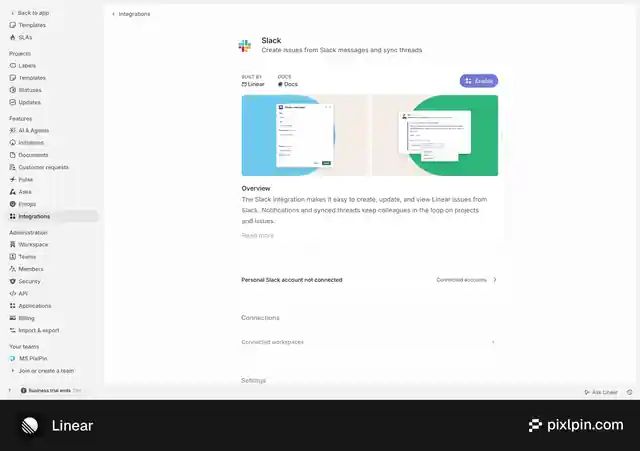 Back to app
Templates
SLAs
Projects
Labels
Templates
Statuses
Updates
Features
AI & Agents
Initiatives
Documents
Customer requests
Pulse
Asks
Emojis
Integrations
Administration
Workspace
Teams
Members
Security
API
Applications
Billing
Import & export
Your teams
MS PixlPin
Join or create a team
Business trial ends
Integrations
Slack
Create issues from Slack messages and sync threads
BUILT BY
Linear
DOCS
Docs
Enable
Overview
The Slack integration makes it easy to create, update, and view Linear issues from
Slack. Notifications and synced threads keep colleagues in the loop on projects
and issues.
Read more
Personal Slack account not connected
Connected accounts
Connections
Connected workspaces
Settings
Ask Linear
Linear
pixlpin.com